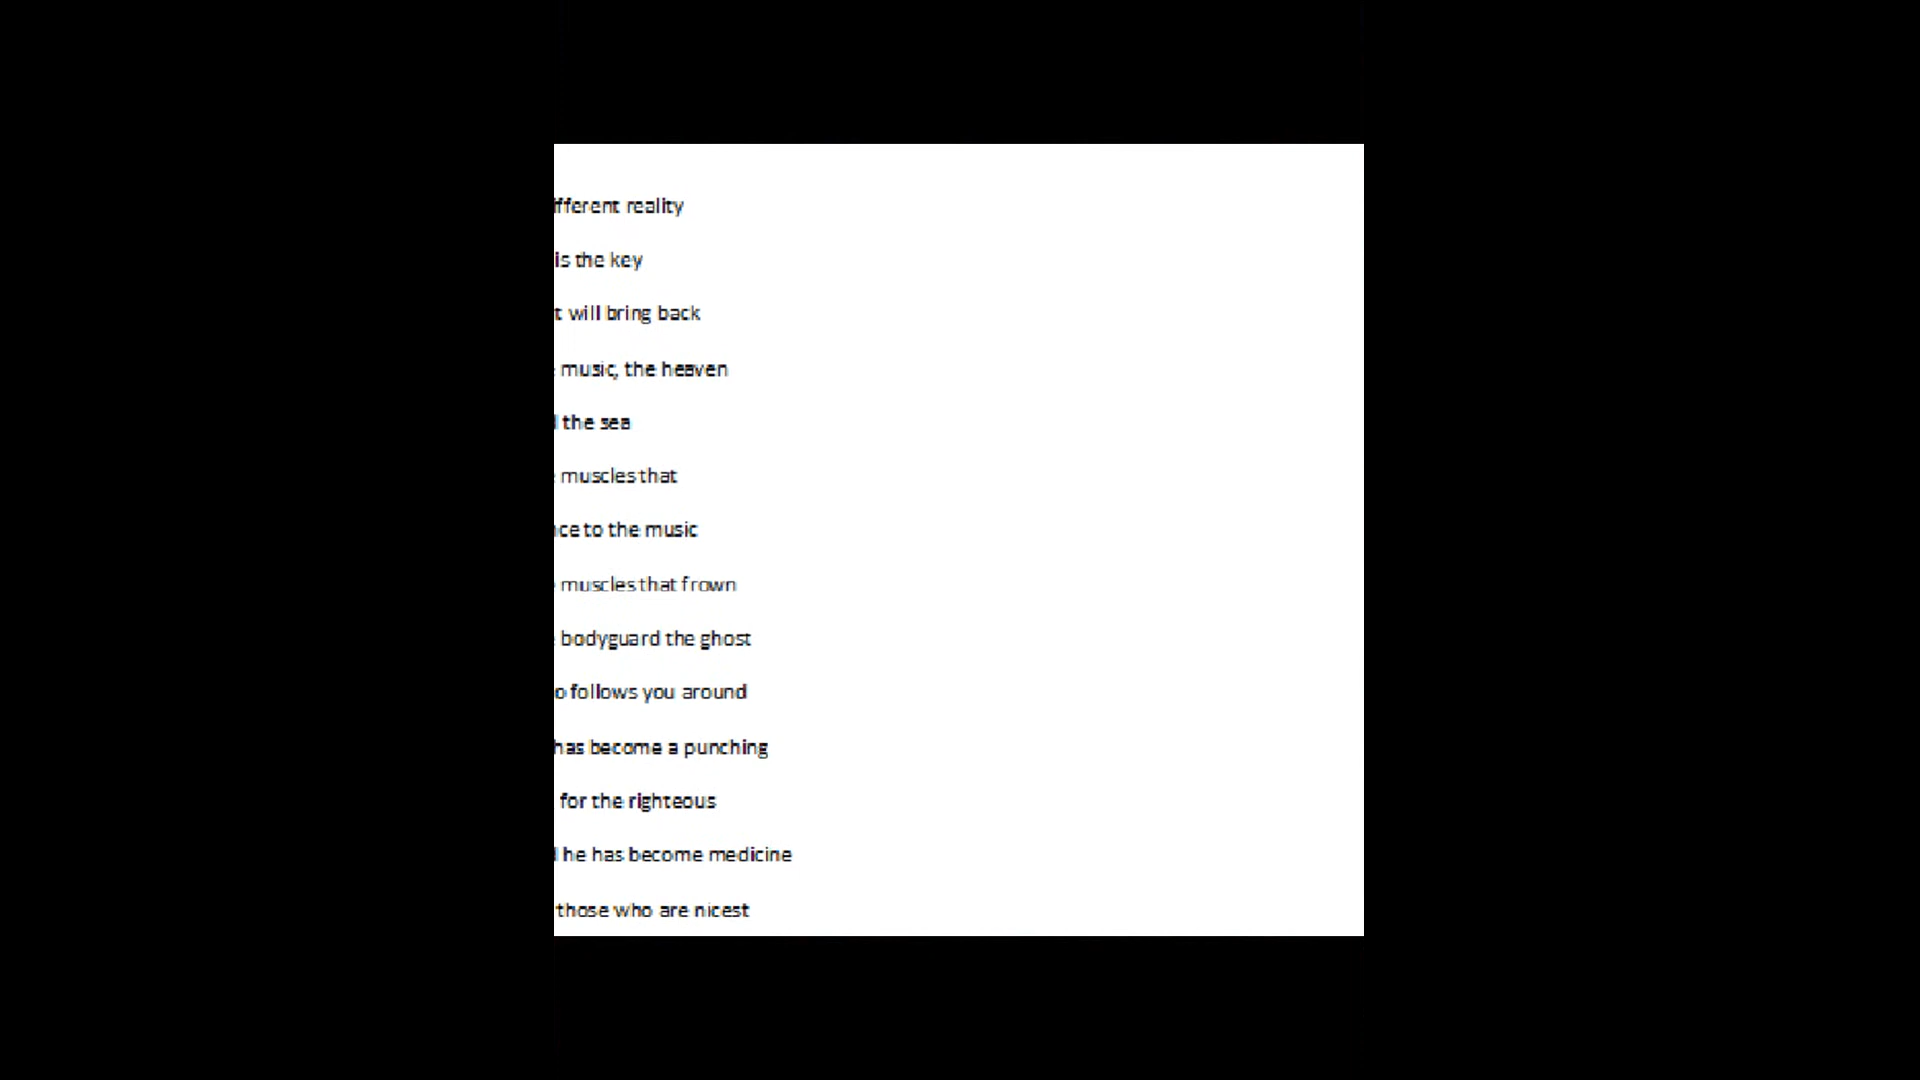 ifferent reality
is the key
t will bring back
music, the heaven
the sea
muscles that
nce to the music
muscles that frown
bodyguard the ghost
o follows you around
has become a punching
for the righteous
he has become medicine
those who are nicest